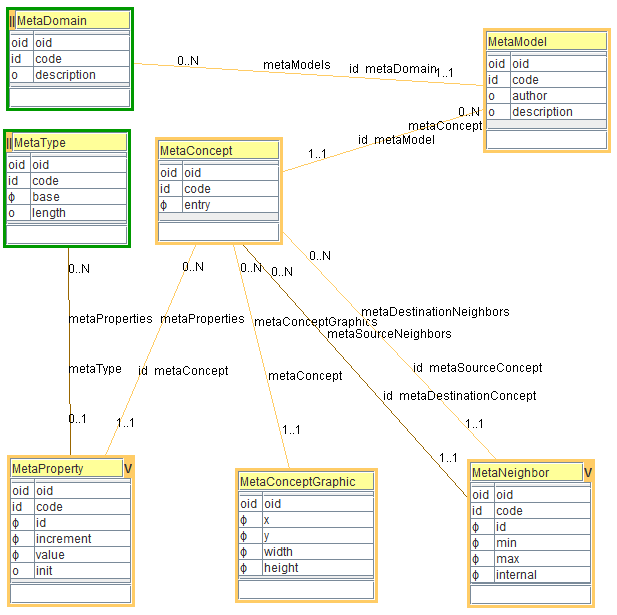 MetaDomain
oid oid
id code
o description
MetaModel
oid oid
id code
o author
o description
0..N
metaModels
id metaDomain
1..1
0..N
metaConcept
id metaModel
1..1
MetaType
oid oid
id code
ϕ base
o length
MetaConcept
oid oid
id code
ϕ entry
0..N
0..N
0..N
0..N
0..N
metaProperties
metaProperties
metaConceptGraphics
metaDestinationNeighbors
metaSourceNeighbors
metaType
id metaConcept
metaConcept
id metaSourceConcept
id metaDestinationConcept
0..1
1..1
1..1
1..1
1..1
MetaProperty V
oid oid
id code
ϕ id
ϕ increment
ϕ value
o init
MetaConceptGraphic
oid oid
ϕ x
ϕ y
ϕ width
ϕ height
MetaNeighbor V
oid oid
id code
ϕ id
ϕ min
ϕ max
ϕ internal